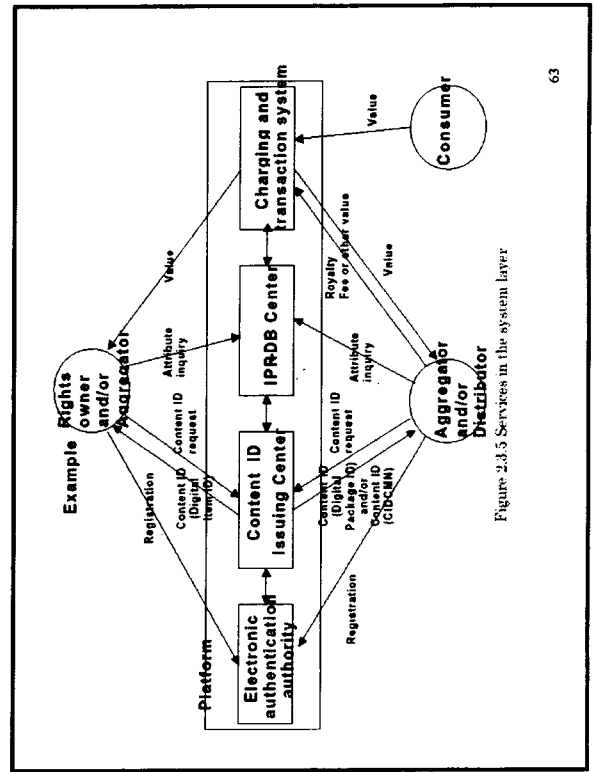 Example
Rights
owner
and/or
Aggregator
Registration
Content ID
(Digital
Item ID)
Content ID
request
Attribute
inquiry
Value
Platform
Electronic
authentication
authority
Content ID
Issuing Center
IPRDB Center
Charging and
transaction system
Registration
Content ID
(Digital
Package ID)
and/or
Content ID
(CIDCMN)
Content ID
request
Attribute
inquiry
Royalty
Fee or other value
Value
Value
Aggregator
and/or
Distributor
Consumer
Figure 2.3.5 Services in the system layer
63